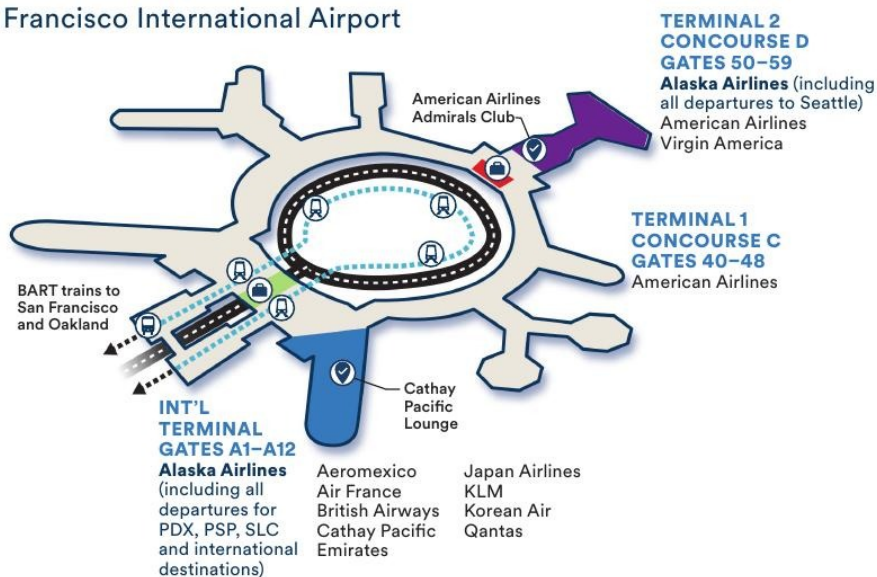 Francisco International Airport
TERMINAL 2
CONCOURSE D
GATES 50–59
Alaska Airlines (including
all departures to Seattle)
American Airlines
Virgin America
American Airlines
Admirals Club
TERMINAL 1
CONCOURSE C
GATES 40–48
American Airlines
BART trains to
San Francisco
and Oakland
Cathay
Pacific
Lounge
INT'L
TERMINAL
GATES A1–A12
Alaska Airlines
(including all
departures for
PDX, PSP, SLC
and international
destinations)
Aeromexico
Air France
British Airways
Cathay Pacific
Emirates
Japan Airlines
KLM
Korean Air
Qantas